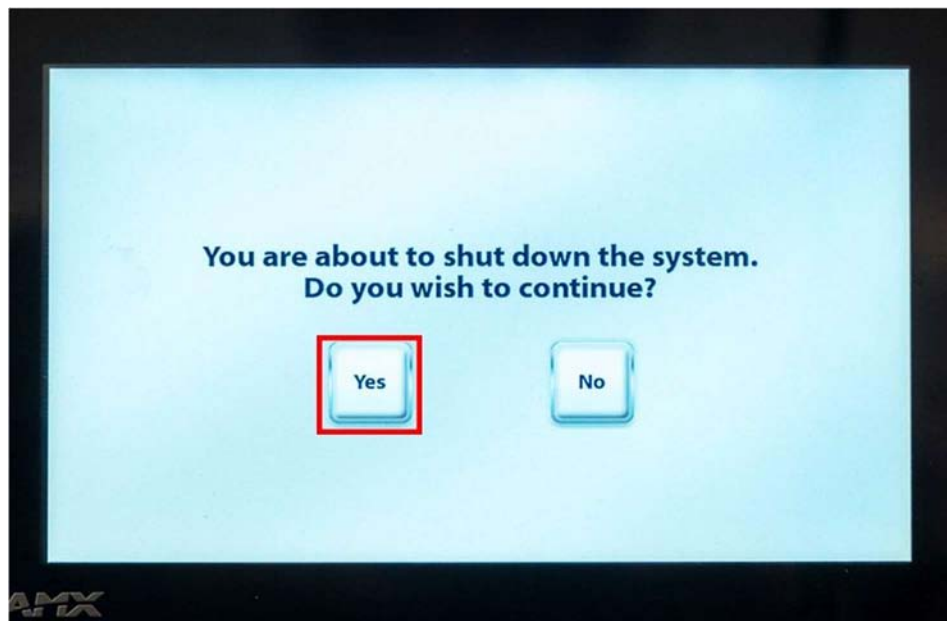 You are about to shut down the system.
Do you wish to continue?
Yes No
AMX